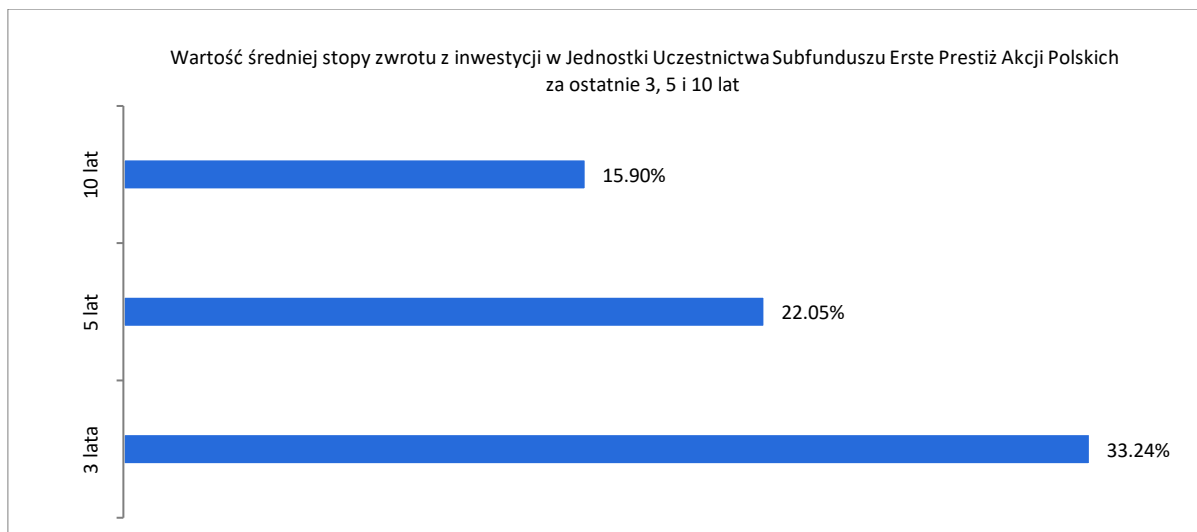 Wartość średniej stopy zwrotu z inwestycji w Jednostki Uczestnictwa Subfunduszu Erste Prestiż Akcji Polskich
za ostatnie 3, 5 i 10 lat
10 lat
15.90%
5 lat
22.05%
3 lata
33.24%